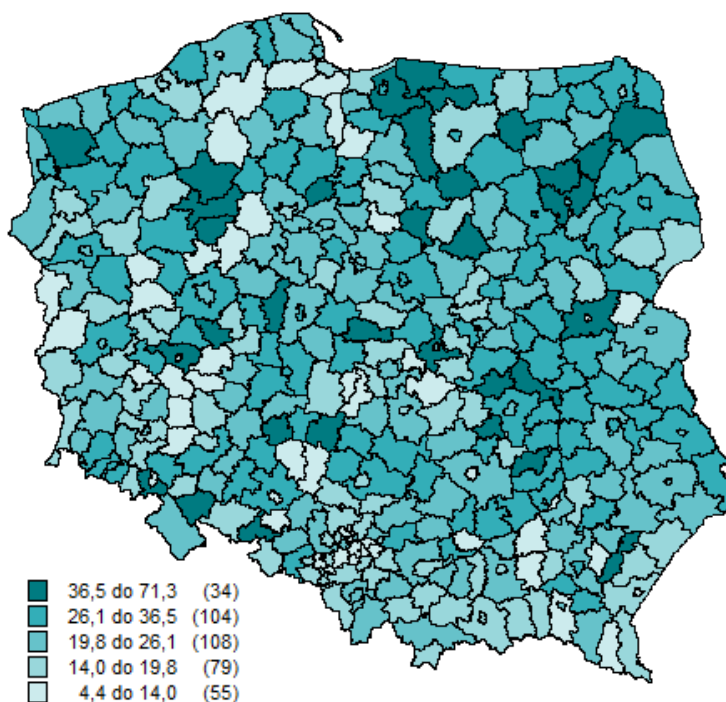 36,5 do 71,3 (34)
26,1 do 36,5 (104)
19,8 do 26,1 (108)
14,0 do 19,8 (79)
4,4 do 14,0 (55)